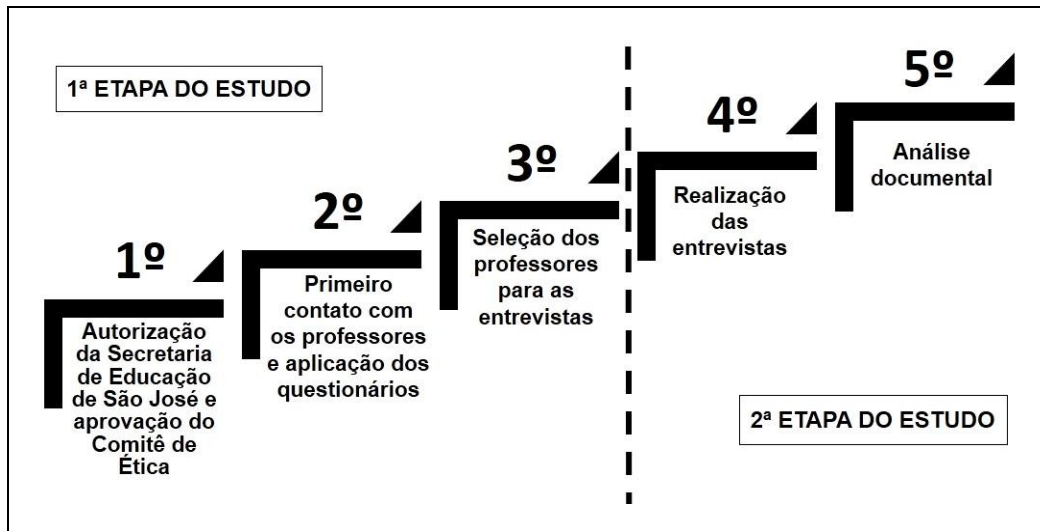 1ª ETAPA DO ESTUDO
1º
Autorização
da Secretaria
de Educação
de São José e
aprovação do
Comitê de
Ética
2º
Primeiro
contato com
os professores
e aplicação dos
questionários
3º
Seleção dos
professores
para as
entrevistas
4º
Realização
das
entrevistas
5º
Análise
documental
2ª ETAPA DO ESTUDO